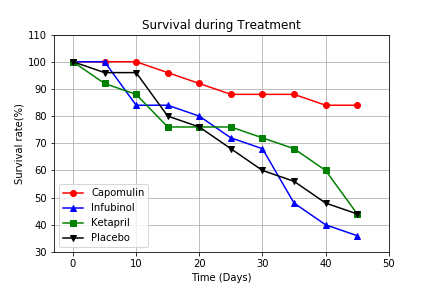 Survival during Treatment
110
100
90
80
70
60
50
40
30
Survival rate(%)
Capomulin
Infubinol
Ketapril
Placebo
0 10 20 30 40 50
Time (Days)